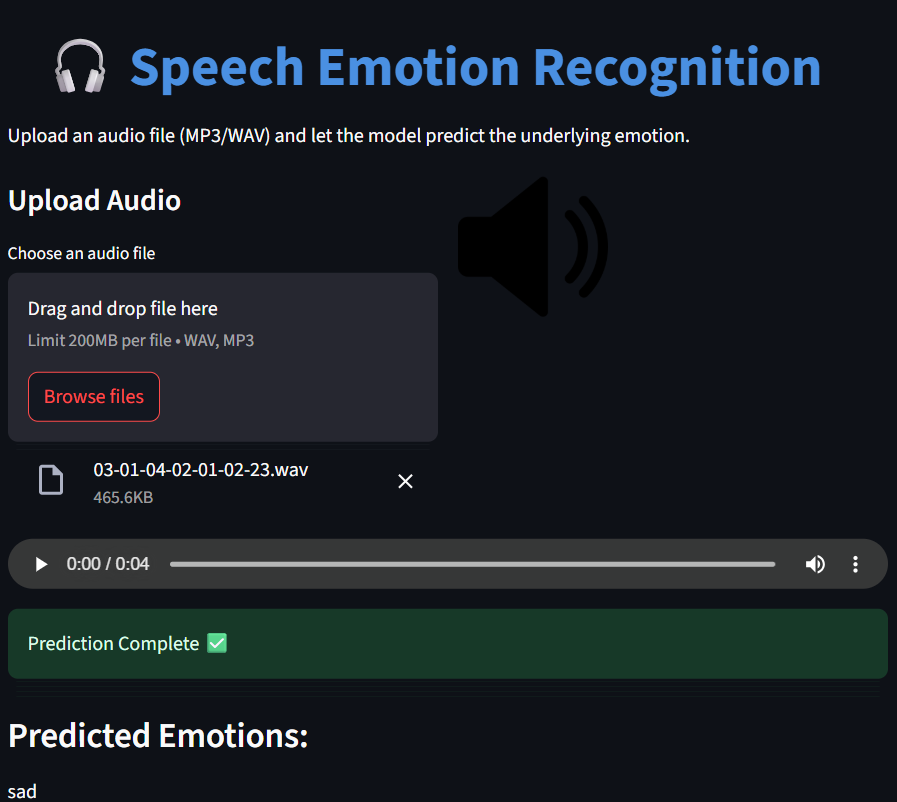 Speech Emotion Recognition
Upload an audio file (MP3/WAV) and let the model predict the underlying emotion.
Upload Audio
Choose an audio file
Drag and drop file here
Limit 200MB per file • WAV, MP3
Browse files
03-01-04-02-01-02-23.wav
465.6KB
0:00 / 0:04
Prediction Complete ✅
Predicted Emotions:
sad